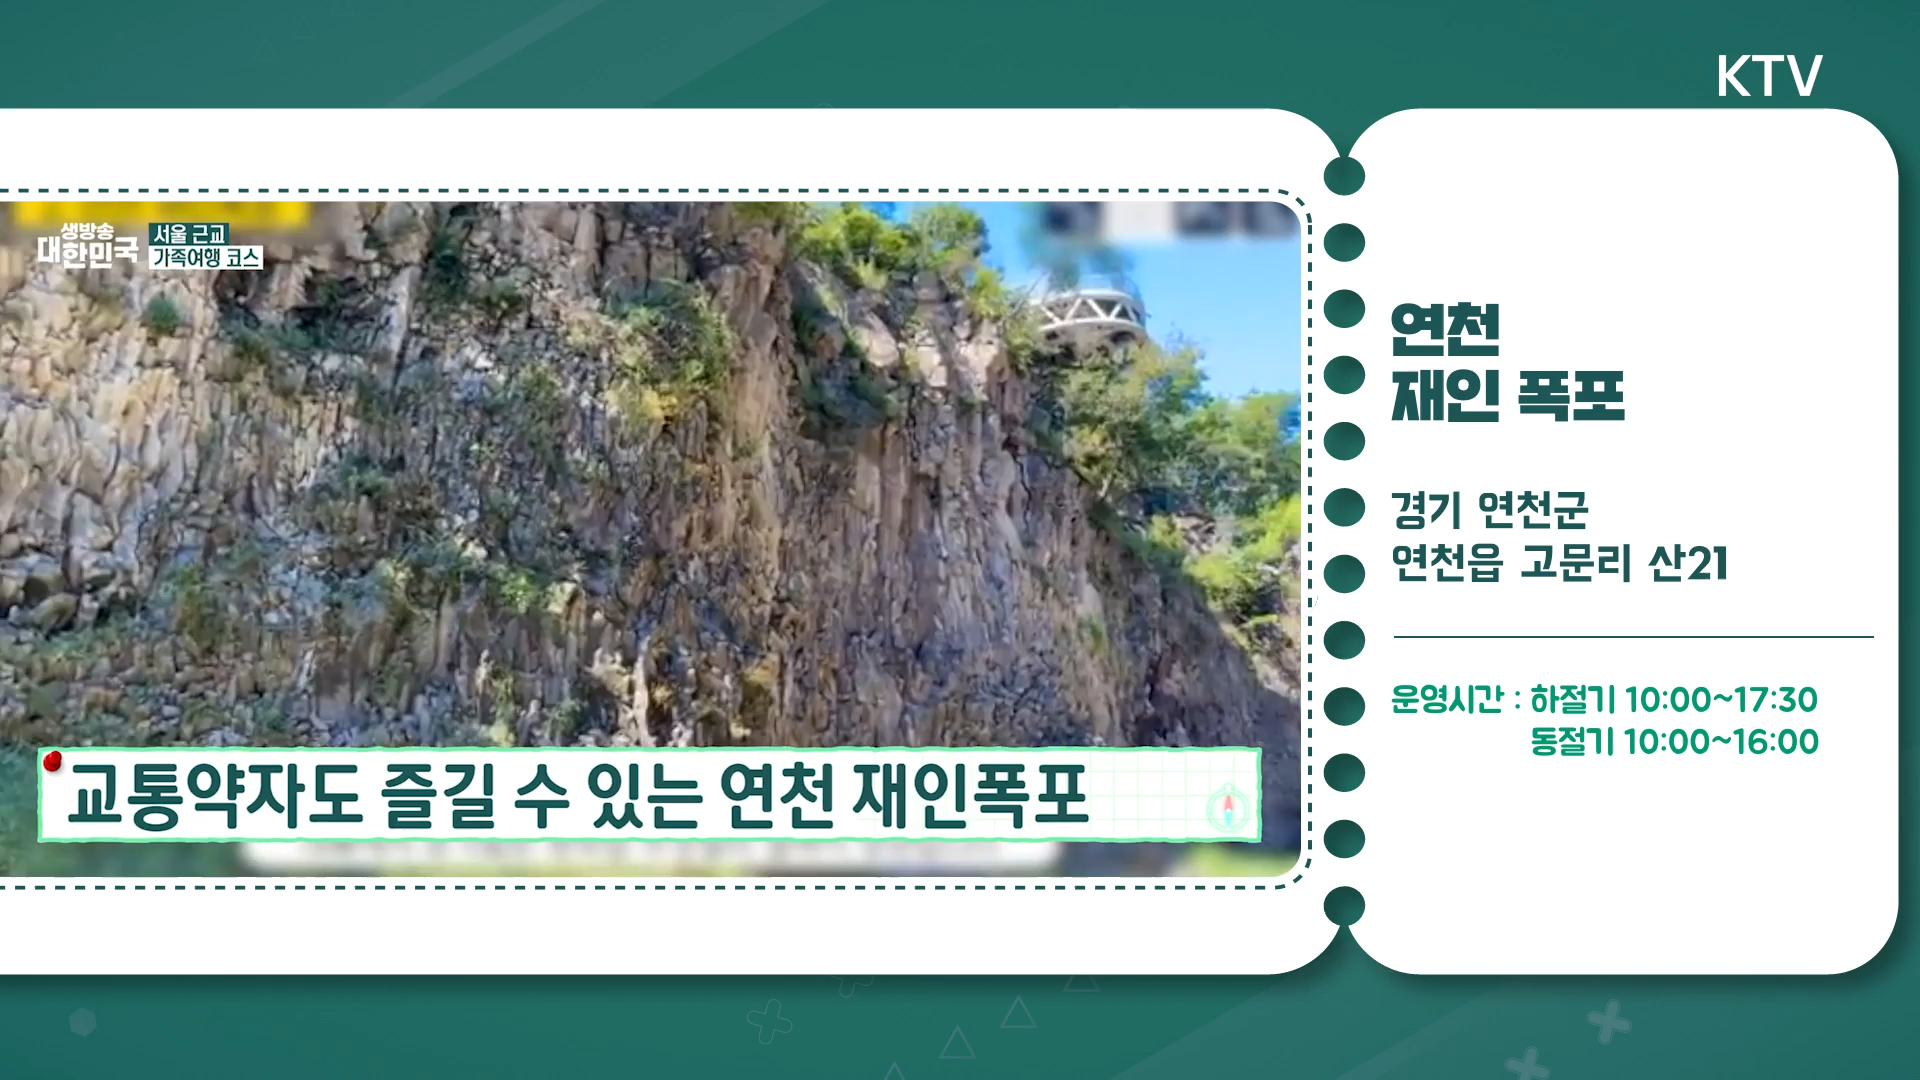 KTV
생방송
대한민국
서울 근교
가족여행 코스
교통약자도 즐길 수 있는 연천 재인폭포
연천
재인 폭포
경기 연천군
연천읍 고문리 산21
운영시간 : 하절기 10:00~17:30
동절기 10:00~16:00